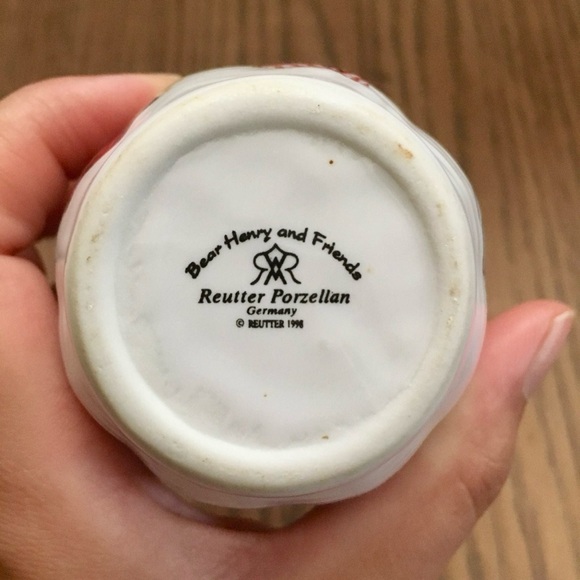 Bear Henry and Friends
Reutter Porzellan
Germany
© REUTTER 1998